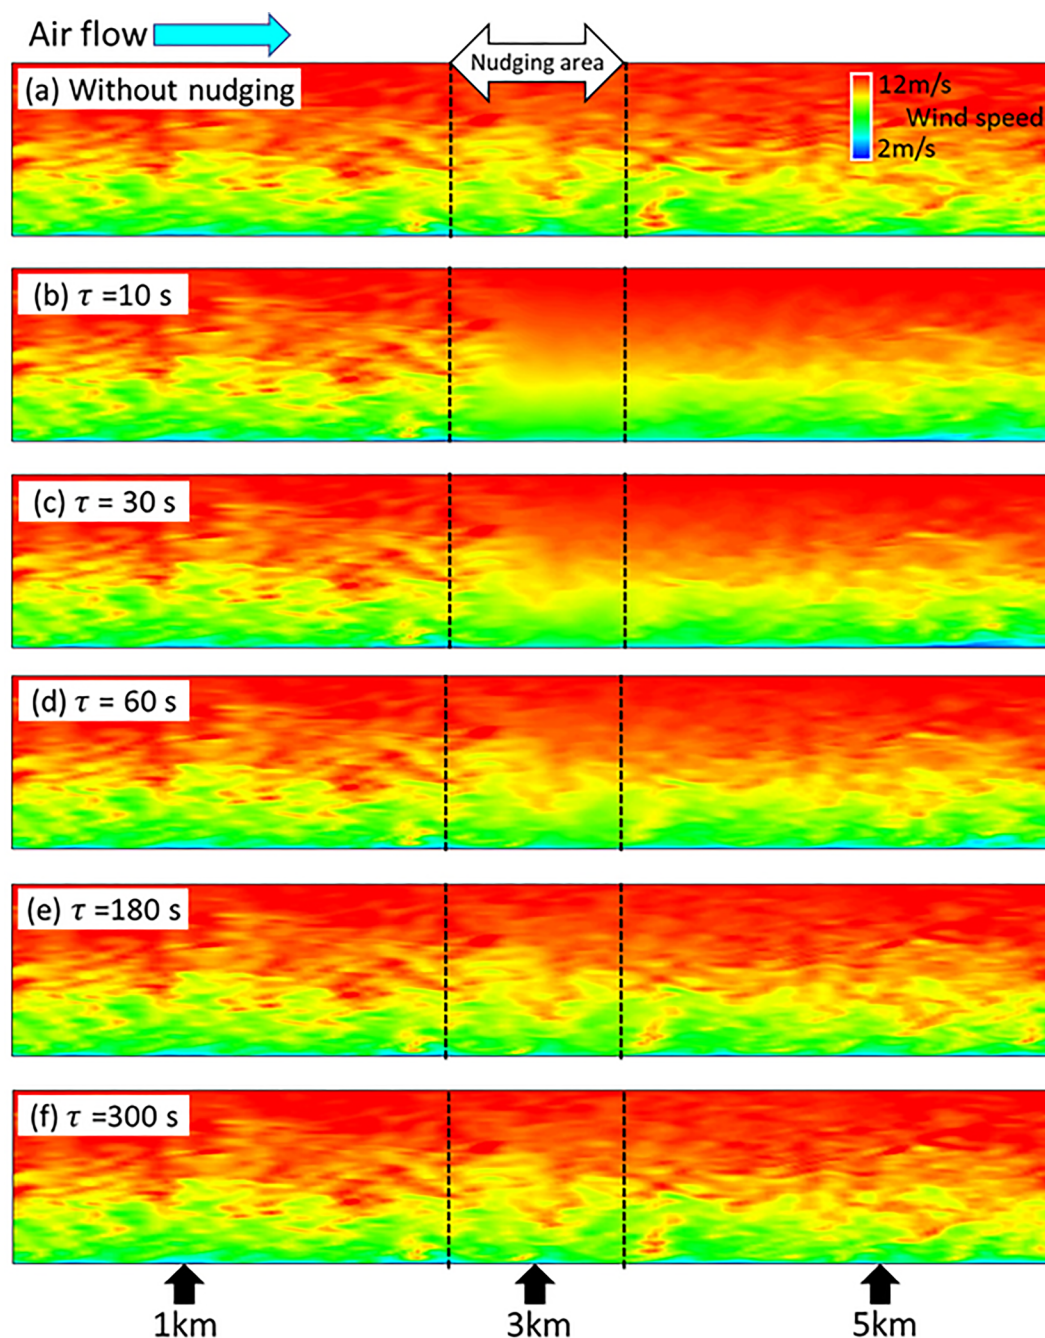 Air flow
Nudging area
(a) Without nudging
12m/s
Wind speed
2m/s
(b) τ =10 s
(c) τ = 30 s
(d) τ = 60 s
(e) τ =180 s
(f) τ =300 s
1km 3km 5km